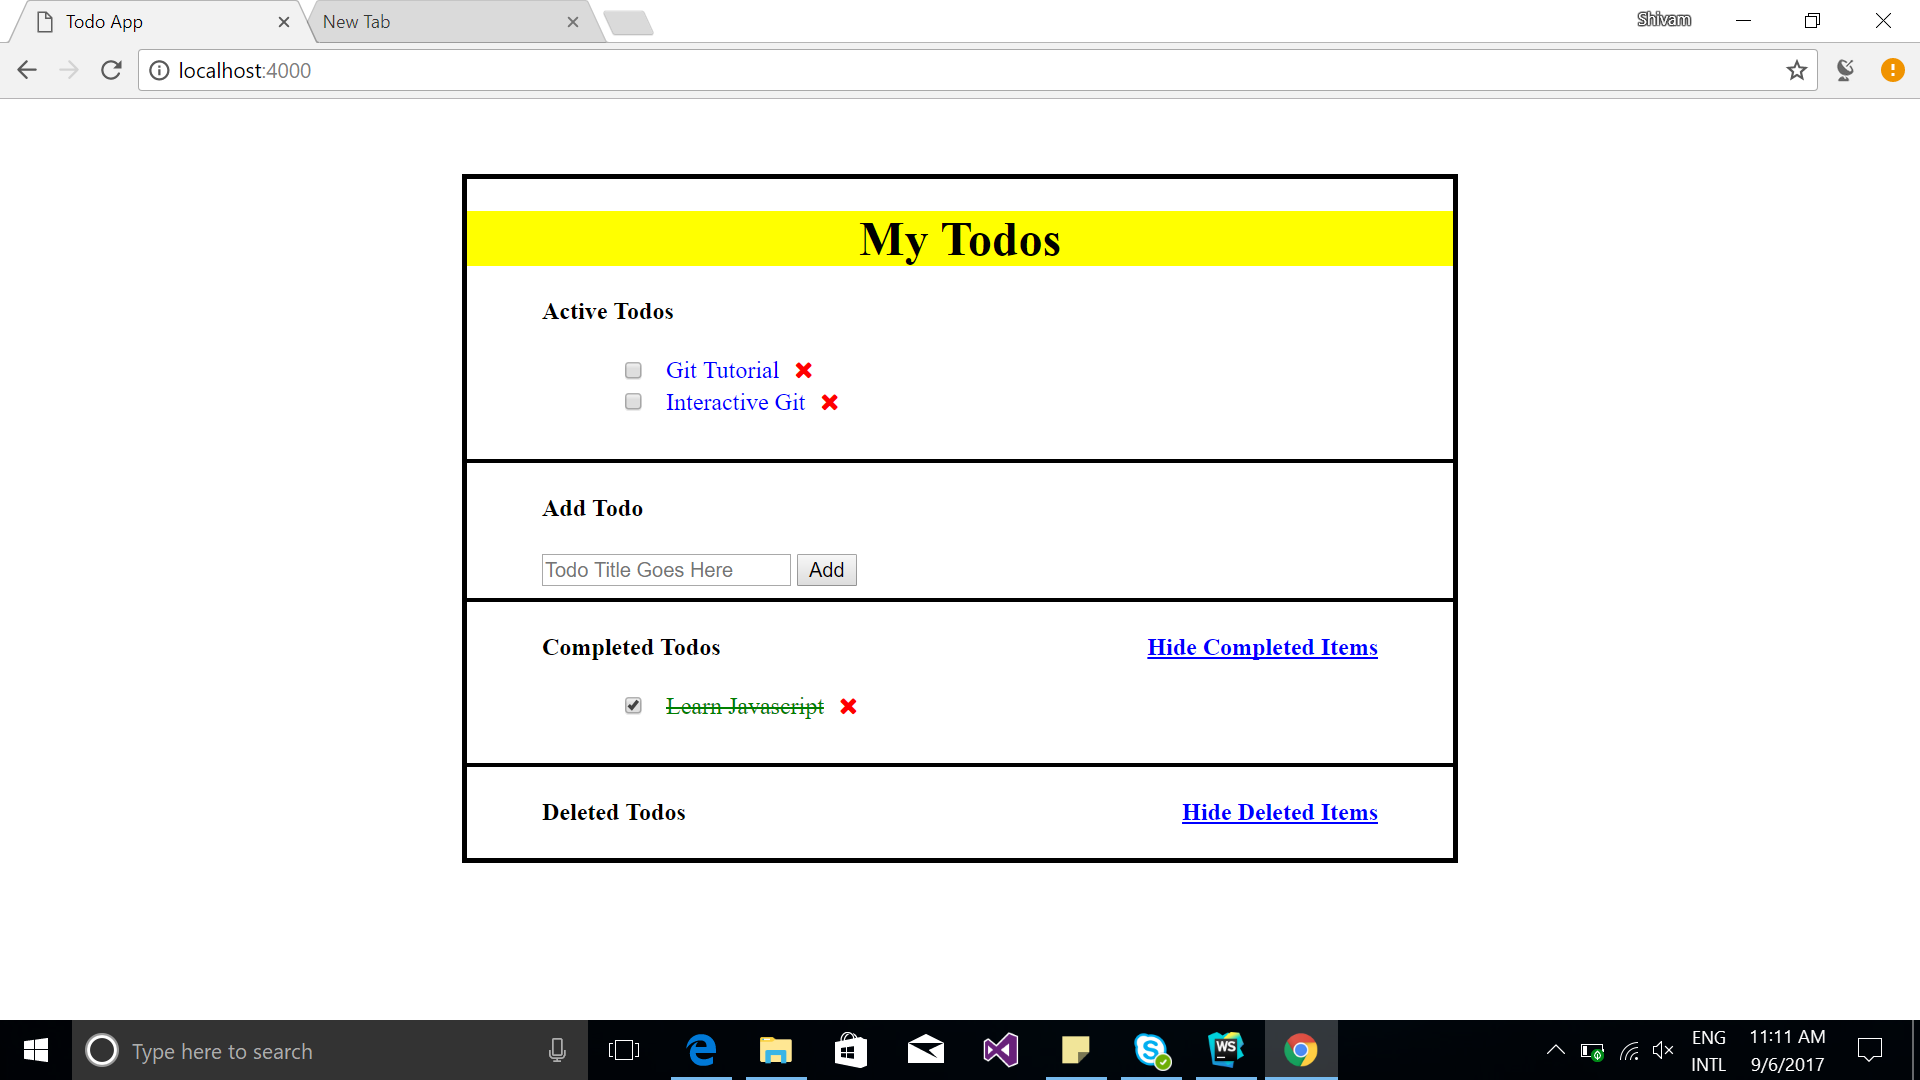 Todo App
New Tab
Shivam
localhost:4000
My Todos
Active Todos
Git Tutorial
Interactive Git
Add Todo
Todo Title Goes Here Add
Completed Todos Hide Completed Items
Learn Javascript
Deleted Todos Hide Deleted Items
Type here to search
WS
ENG
INTL
11:11 AM
9/6/2017